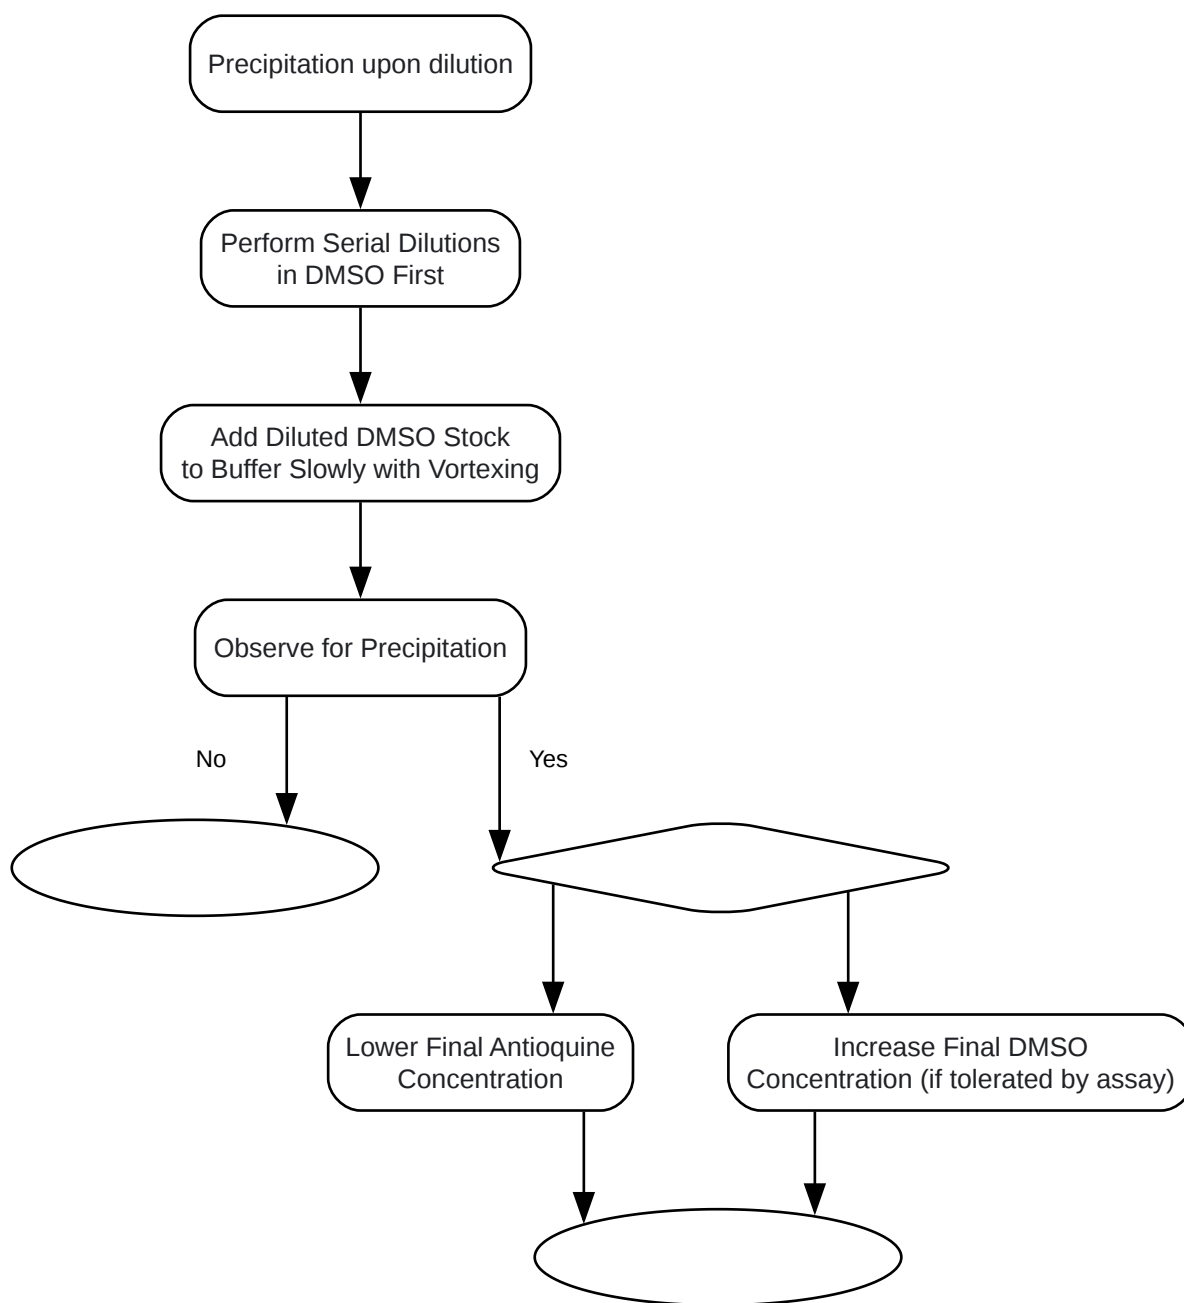 Precipitation upon dilution
Perform Serial Dilutions
in DMSO First
Add Diluted DMSO Stock
to Buffer Slowly with Vortexing
Observe for Precipitation
No
Yes
Lower Final Antioquine
Concentration
Increase Final DMSO
Concentration (if tolerated by assay)